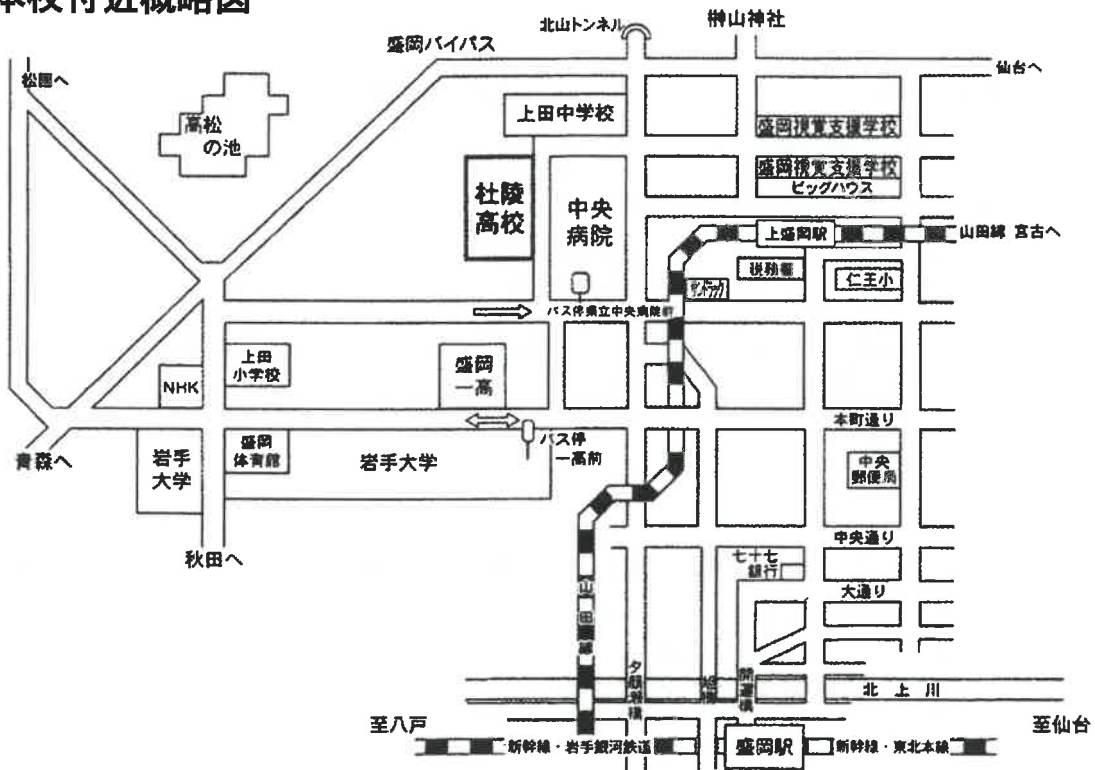 本校付近概略図
北山トンネル
榊山神社
盛岡バイパス
松園へ
仙台へ
高松
の池
上田中学校
盛岡視覚支援学校
盛岡視覚支援学校
ビッグハウス
杜陵
高校
中央
病院
上盛岡駅
山田線 宮古へ
税務署
仁王小
バス停県立中央病院前
上田
小学校
NHK
盛岡
一高
本町通り
バス停
一高前
青森へ
岩手
大学
盛岡
体育館
岩手大学
中央
郵便局
秋田へ
中央通り
七十七
銀行
大通り
山田線
夕顔瀬橋
旭橋
開運橋
北上川
至八戸
至仙台
新幹線・岩手銀河鉄道
盛岡駅
新幹線・東北本線